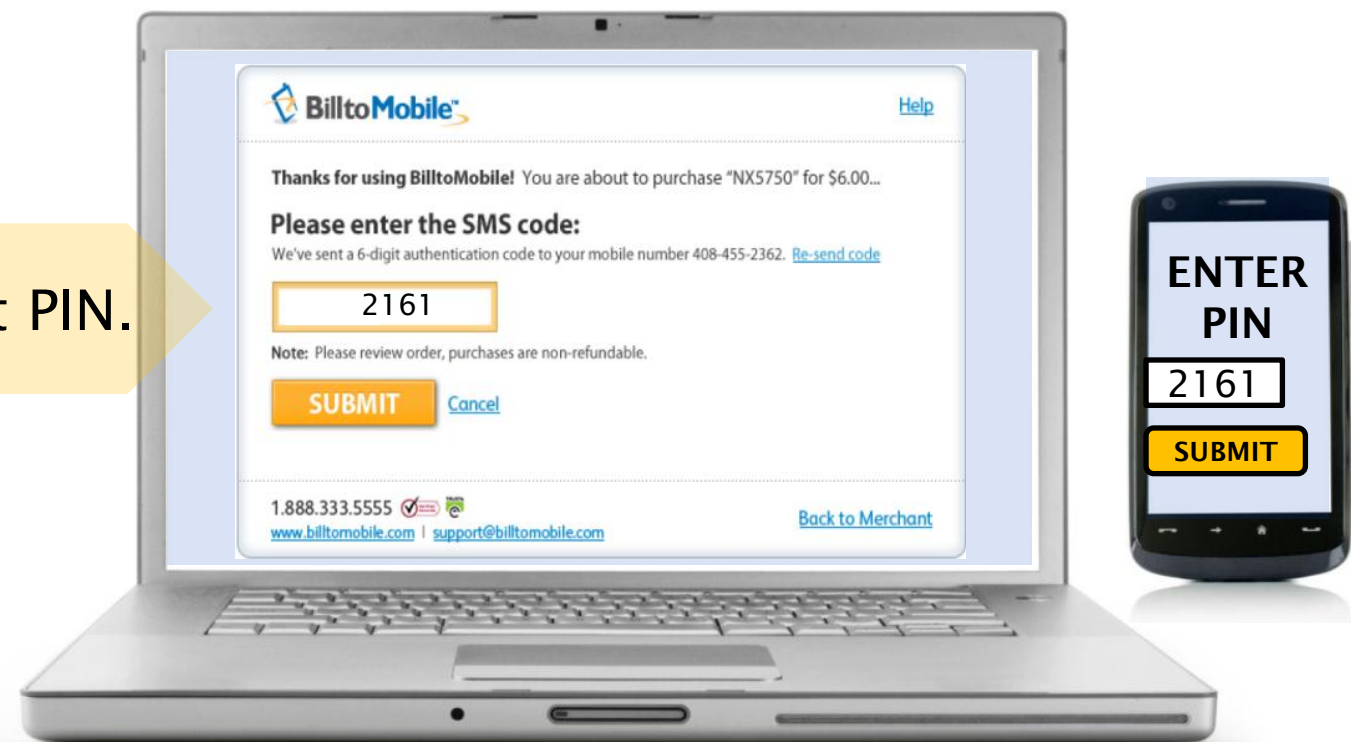 BilltoMobile™
Help
Thanks for using BilltoMobile! You are about to purchase "NX5750" for $6.00...
Please enter the SMS code:
We've sent a 6-digit authentication code to your mobile number 408-455-2362. Re-send code
t PIN.
2161
Note: Please review order, purchases are non-refundable.
SUBMIT Cancel
1.888.333.5555
www.billtomobile.com | support@billtomobile.com
Back to Merchant
ENTER
PIN
2161
SUBMIT